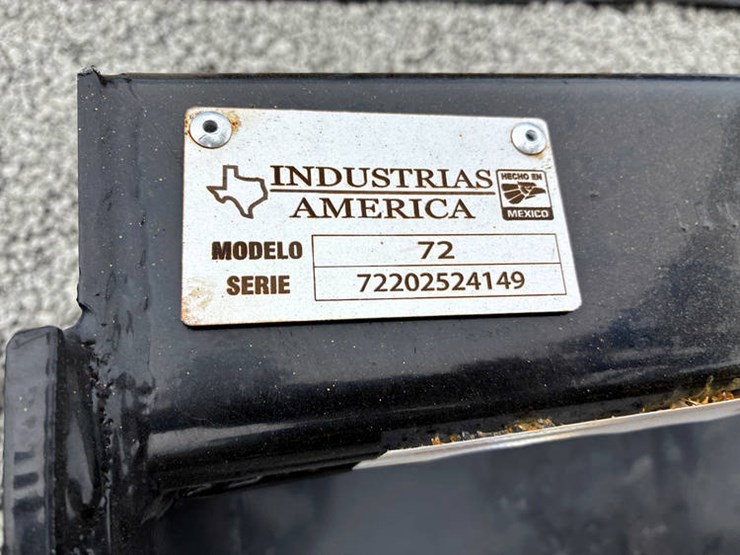 INDUSTRIAS
AMERICA
HECHO EN
MEXICO
MODELO 72
SERIE 72202524149